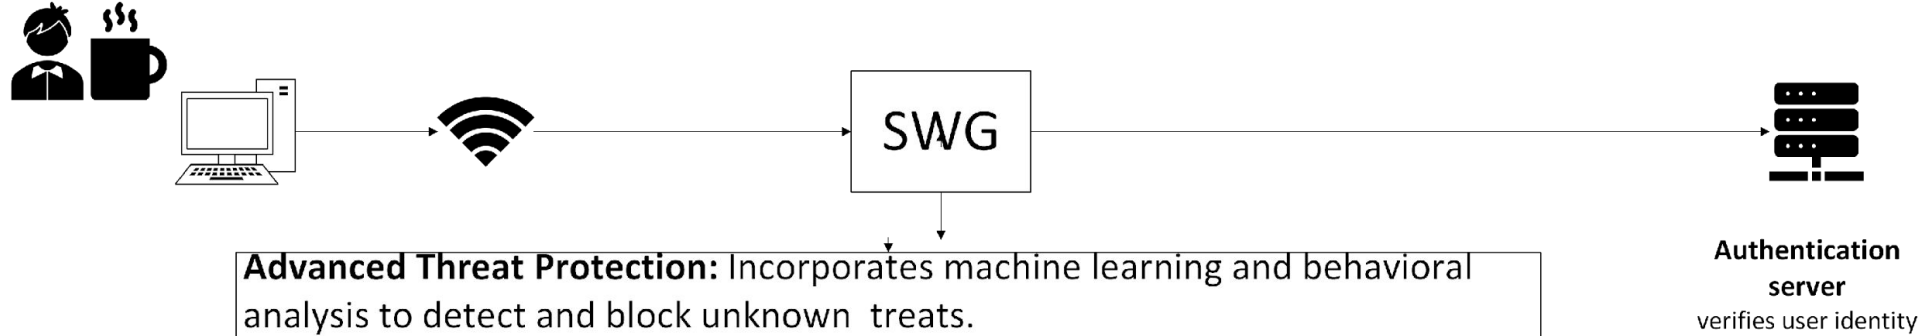 SWG
Advanced Threat Protection: Incorporates machine learning and behavioral
analysis to detect and block unknown  treats.
Authentication
server
verifies user identity